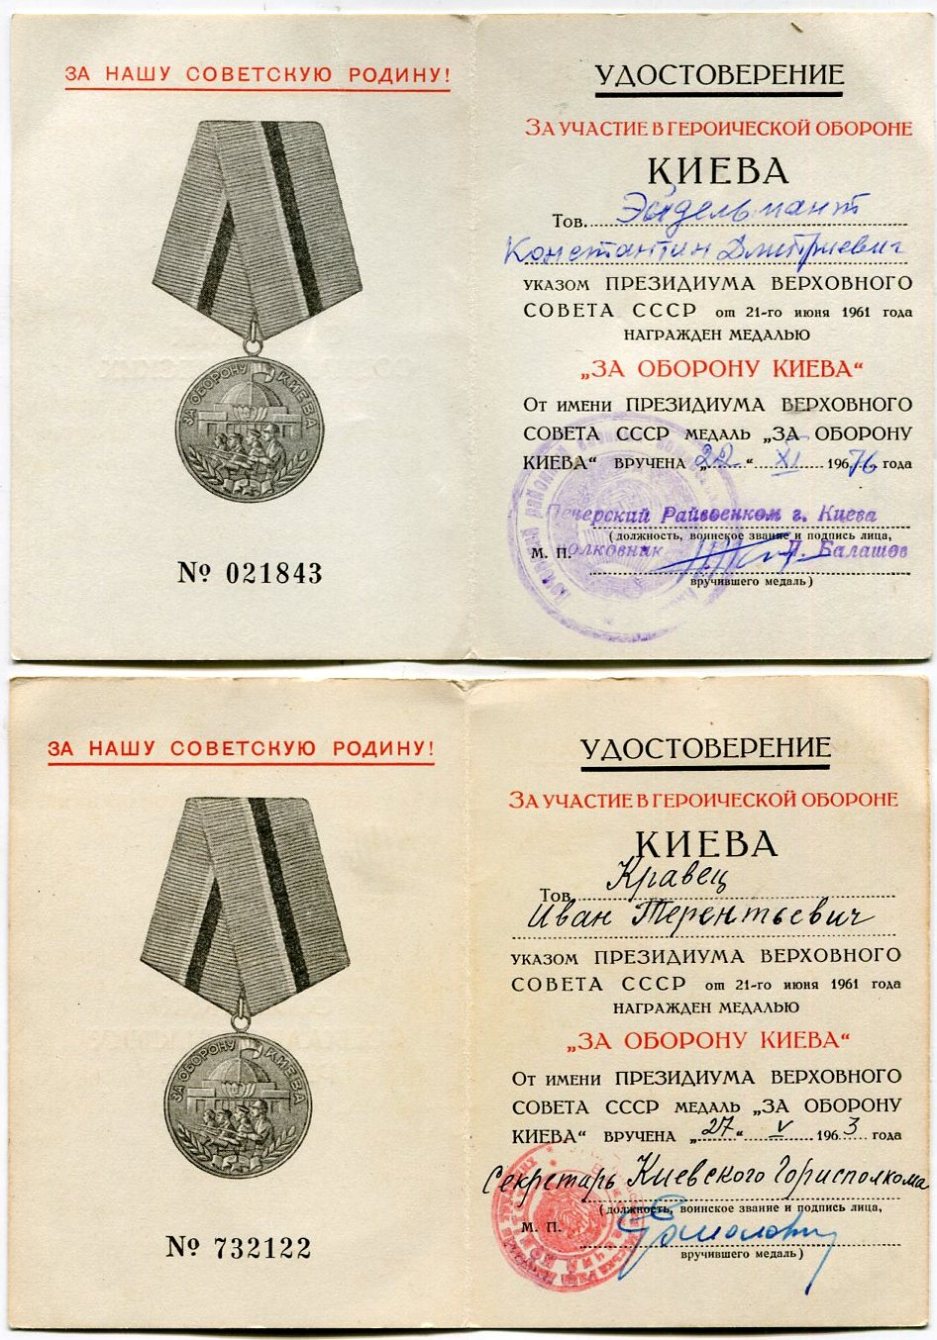 ЗА НАШУ СОВЕТСКУЮ РОДИНУ!
ЗА ОБОРОНУ КИЕВА
№ 021843
УДОСТОВЕРЕНИЕ
ЗА УЧАСТИЕ В ГЕРОИЧЕСКОЙ ОБОРОНЕ
КИЕВА
Тов. Эйдельмант
Константин Дмитриевич
УКАЗОМ ПРЕЗИДИУМА ВЕРХОВНОГО
СОВЕТА СССР от 21-го июня 1961 года
НАГРАЖДЕН МЕДАЛЬЮ
„ЗА ОБОРОНУ КИЕВА“
От имени ПРЕЗИДИУМА ВЕРХОВНОГО
СОВЕТА СССР МЕДАЛЬ „ЗА ОБОРОНУ
КИЕВА“ ВРУЧЕНА „22“ XI 1976 года
Печерский Райвоенком г. Киева
(должность, воинское звание и подпись лица,
М. П. Полковник Л. Балашов
вручившего медаль)
ЗА НАШУ СОВЕТСКУЮ РОДИНУ!
ЗА ОБОРОНУ КИЕВА
№ 732122
УДОСТОВЕРЕНИЕ
ЗА УЧАСТИЕ В ГЕРОИЧЕСКОЙ ОБОРОНЕ
КИЕВА
Тов. Кравец
Иван Терентьевич
УКАЗОМ ПРЕЗИДИУМА ВЕРХОВНОГО
СОВЕТА СССР от 21-го июня 1961 года
НАГРАЖДЕН МЕДАЛЬЮ
„ЗА ОБОРОНУ КИЕВА“
От имени ПРЕЗИДИУМА ВЕРХОВНОГО
СОВЕТА СССР МЕДАЛЬ „ЗА ОБОРОНУ
КИЕВА“ ВРУЧЕНА „27“ V 1963 года
Секретарь Киевского Горисполкома
(должность, воинское звание и подпись лица,
М. П.
вручившего медаль)